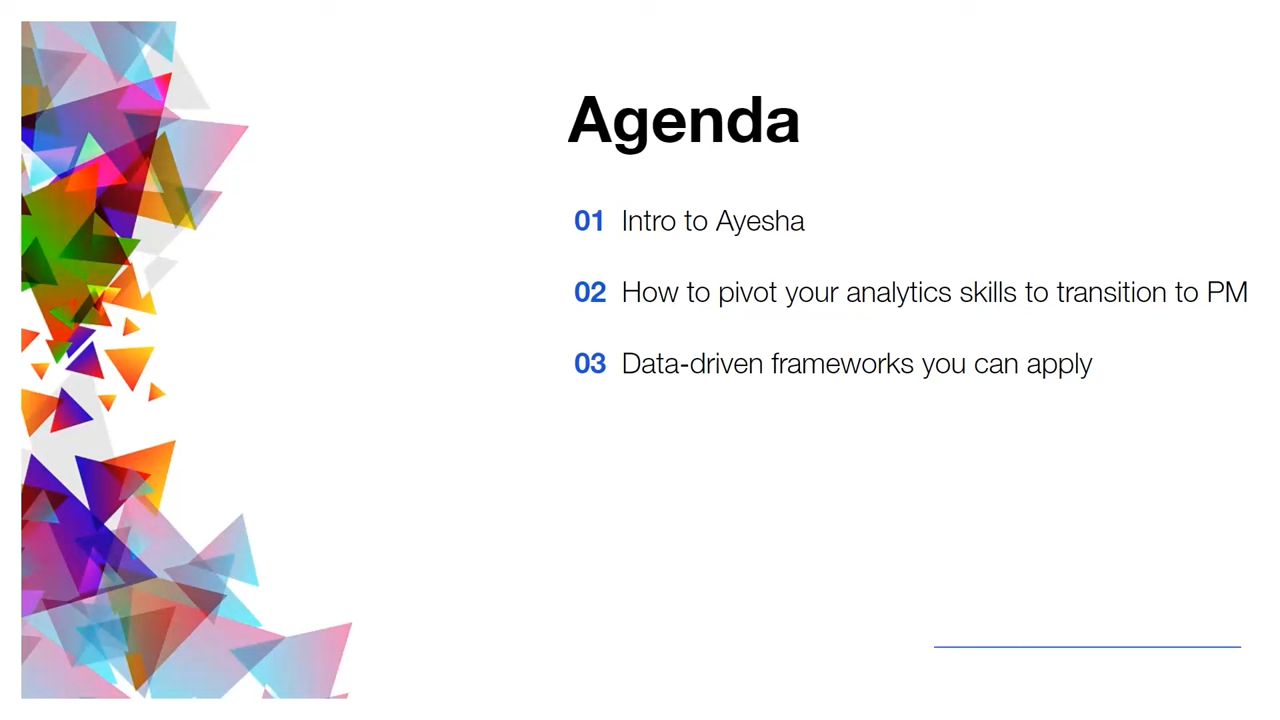 Agenda
01 Intro to Ayesha
02 How to pivot your analytics skills to transition to PM
03 Data-driven frameworks you can apply